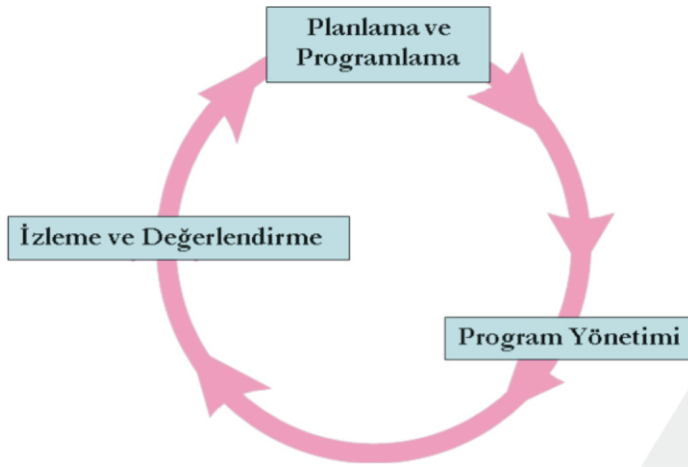 Planlama ve
Programlama
İzleme ve Değerlendirme
Program Yönetimi